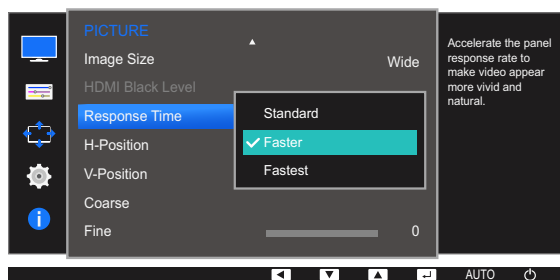 PICTURE
Image Size
Wide
HDMI Black Level
Response Time
Standard
Faster
Fastest
H-Position
V-Position
Coarse
Fine
0
Accelerate the panel
response rate to
make video appear
more vivid and
natural.
AUTO